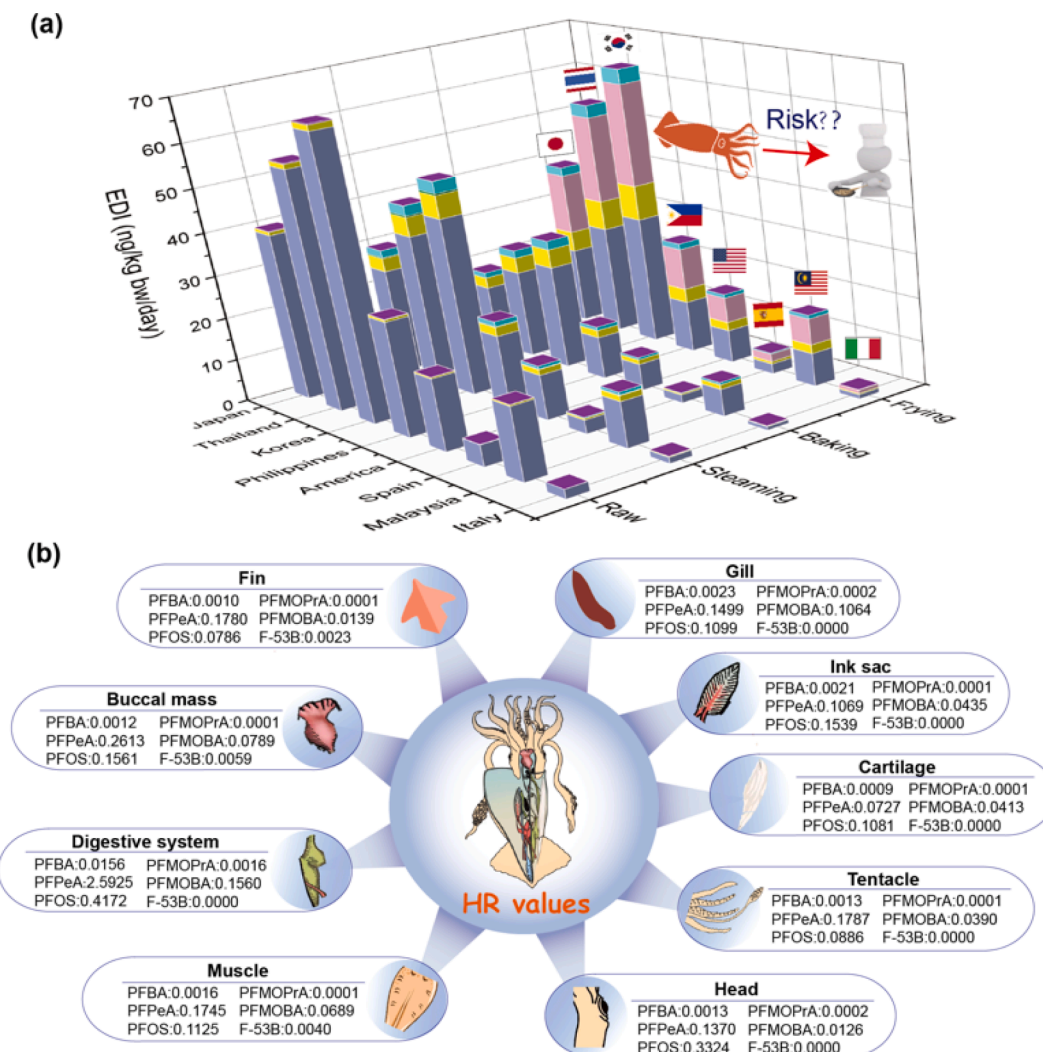 (a)
70
60
50
40
30
20
10
0
EDI (ng/kg bw/day)
Risk??
Japan
Thailand
Korea
Philippines
America
Spain
Malaysia
Italy
Raw
Steaming
Baking
Frying
(b)
Fin
PFBA:0.0010 PFMOPrA:0.0001
PFPeA:0.1780 PFMOBA:0.0139
PFOS:0.0786 F-53B:0.0023
Gill
PFBA:0.0023 PFMOPrA:0.0002
PFPeA:0.1499 PFMOBA:0.1064
PFOS:0.1099 F-53B:0.0000
Buccal mass
PFBA:0.0012 PFMOPrA:0.0001
PFPeA:0.2613 PFMOBA:0.0789
PFOS:0.1561 F-53B:0.0059
Ink sac
PFBA:0.0021 PFMOPrA:0.0001
PFPeA:0.1069 PFMOBA:0.0435
PFOS:0.1539 F-53B:0.0000
Cartilage
PFBA:0.0009 PFMOPrA:0.0001
PFPeA:0.0727 PFMOBA:0.0413
PFOS:0.1081 F-53B:0.0000
Digestive system
PFBA:0.0156 PFMOPrA:0.0016
PFPeA:2.5925 PFMOBA:0.1560
PFOS:0.4172 F-53B:0.0000
Tentacle
PFBA:0.0013 PFMOPrA:0.0001
PFPeA:0.1787 PFMOBA:0.0390
PFOS:0.0886 F-53B:0.0000
HR values
Muscle
PFBA:0.0016 PFMOPrA:0.0001
PFPeA:0.1745 PFMOBA:0.0689
PFOS:0.1125 F-53B:0.0040
Head
PFBA:0.0013 PFMOPrA:0.0002
PFPeA:0.1370 PFMOBA:0.0126
PFOS:0.3324 F-53B:0.0000